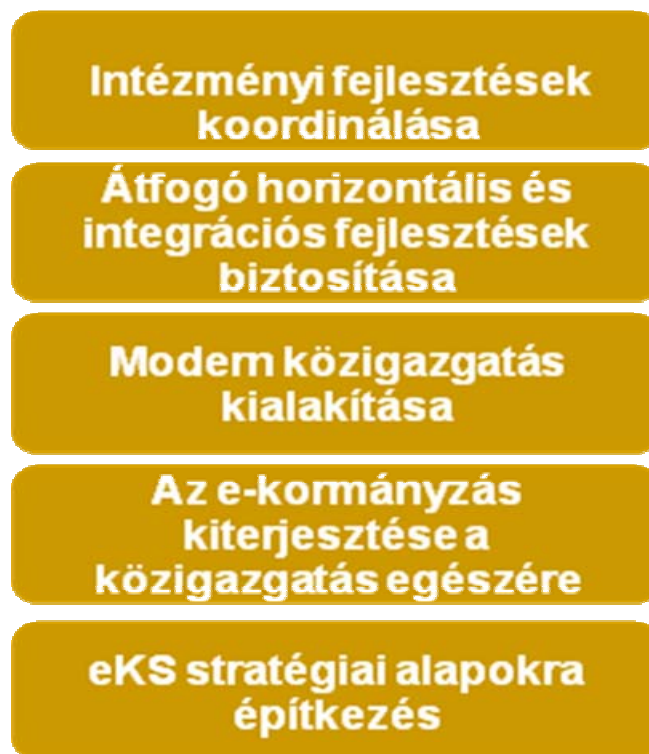 Intézményi fejlesztések
koordinálása
Átfogó horizontális és
integrációs fejlesztések
biztosítása
Modern közigazgatás
kialakítása
Az e-kormányzás
kiterjesztése a
közigazgatás egészére
eKS stratégiai alapokra
építkezés